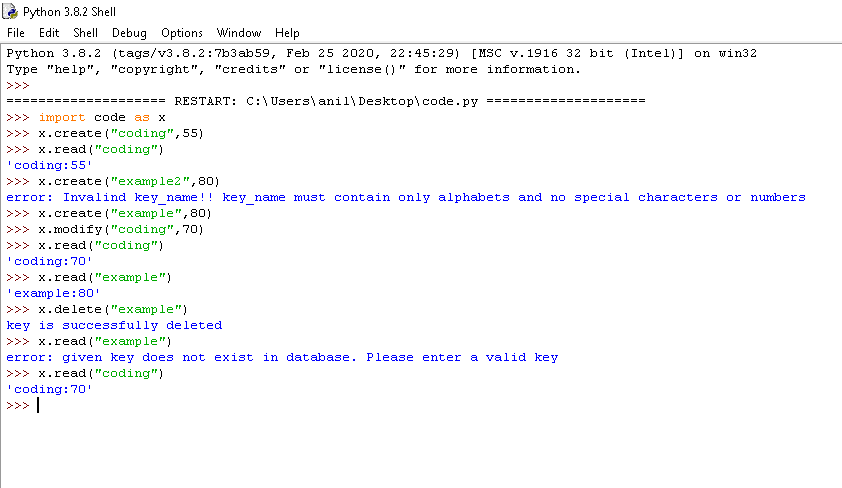 Python 3.8.2 Shell
File Edit Shell Debug Options Window Help
Python 3.8.2 (tags/v3.8.2:7b3ab59, Feb 25 2020, 22:45:29) [MSC v.1916 32 bit (Intel)] on win32
Type "help", "copyright", "credits" or "license()" for more information.
>>>
==================== RESTART: C:\Users\anil\Desktop\code.py ====================
>>> import code as x
>>> x.create("coding",55)
>>> x.read("coding")
'coding:55'
>>> x.create("example2",80)
error: Invalind key_name!! key_name must contain only alphabets and no special characters or numbers
>>> x.create("example",80)
>>> x.modify("coding",70)
>>> x.read("coding")
'coding:70'
>>> x.read("example")
'example:80'
>>> x.delete("example")
key is successfully deleted
>>> x.read("example")
error: given key does not exist in database. Please enter a valid key
>>> x.read("coding")
'coding:70'
>>>